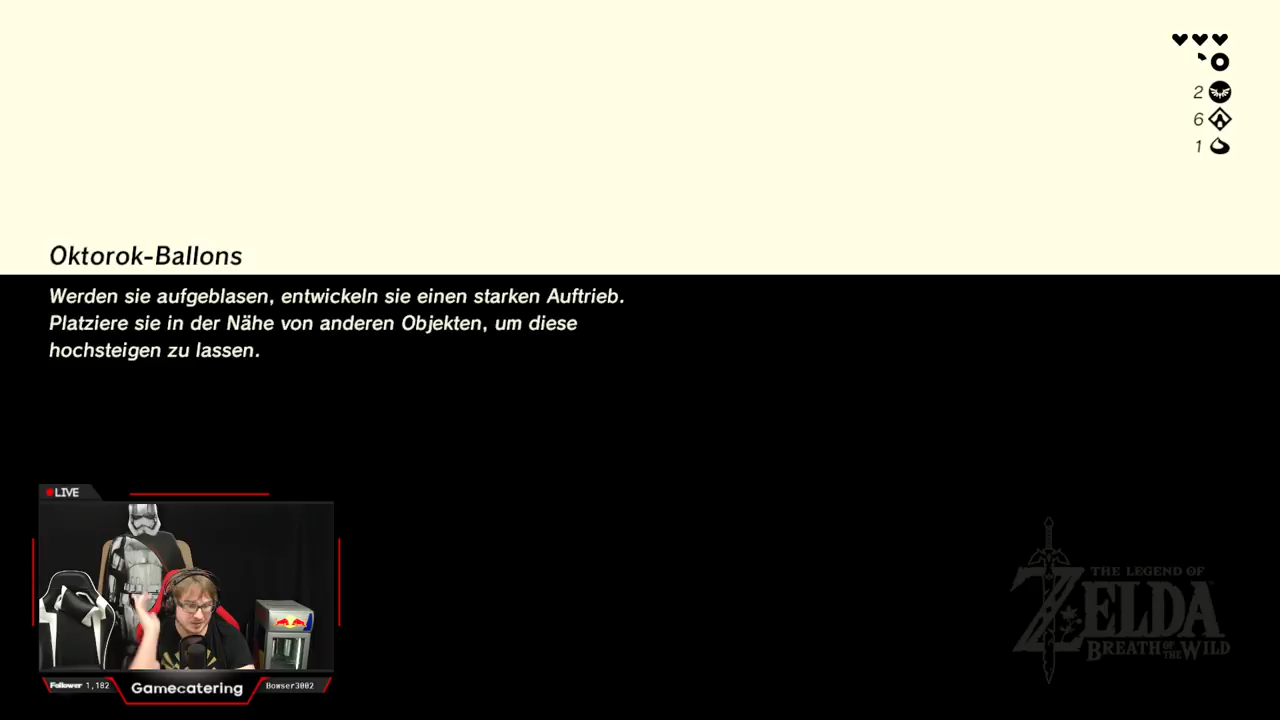 2
6
1
Oktorok-Ballons
Werden sie aufgeblasen, entwickeln sie einen starken Auftrieb.
Platziere sie in der Nähe von anderen Objekten, um diese
hochsteigen zu lassen.
LIVE
THE LEGEND OF
ZELDA
BREATH OF THE WILD
Red Bull
Follower 1,182
Gamecatering
Bowser3002